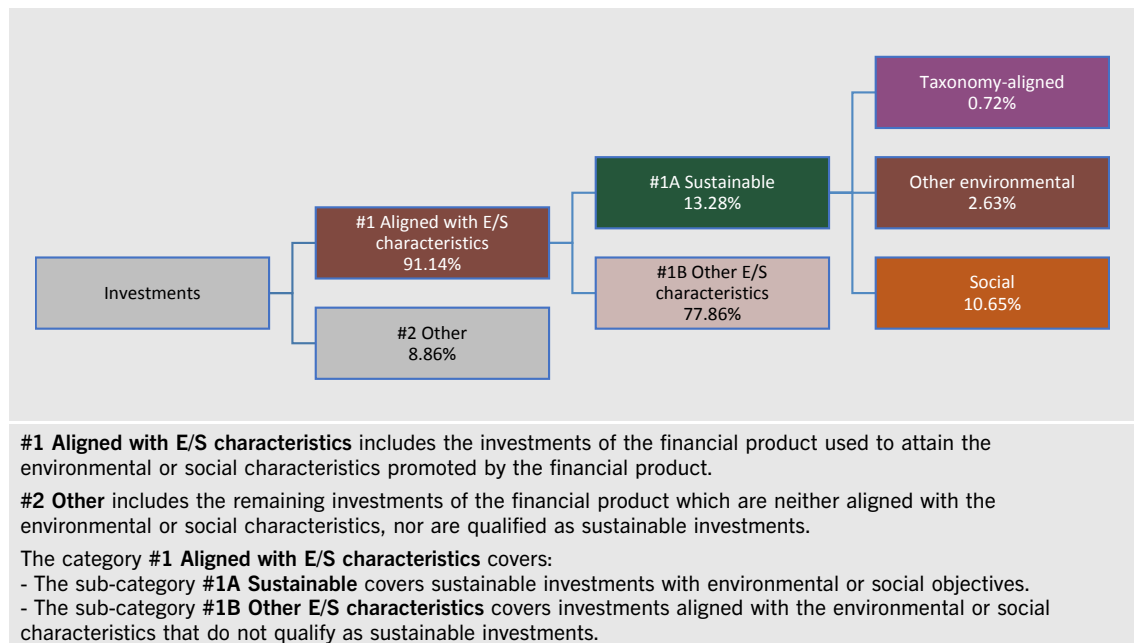 Investments
#1 Aligned with E/S
characteristics
91.14%
#2 Other
8.86%
#1A Sustainable
13.28%
#1B Other E/S
characteristics
77.86%
Taxonomy-aligned
0.72%
Other environmental
2.63%
Social
10.65%
#1 Aligned with E/S characteristics includes the investments of the financial product used to attain the
environmental or social characteristics promoted by the financial product.
#2 Other includes the remaining investments of the financial product which are neither aligned with the
environmental or social characteristics, nor are qualified as sustainable investments.
The category #1 Aligned with E/S characteristics covers:
- The sub-category #1A Sustainable covers sustainable investments with environmental or social objectives.
- The sub-category #1B Other E/S characteristics covers investments aligned with the environmental or social
characteristics that do not qualify as sustainable investments.